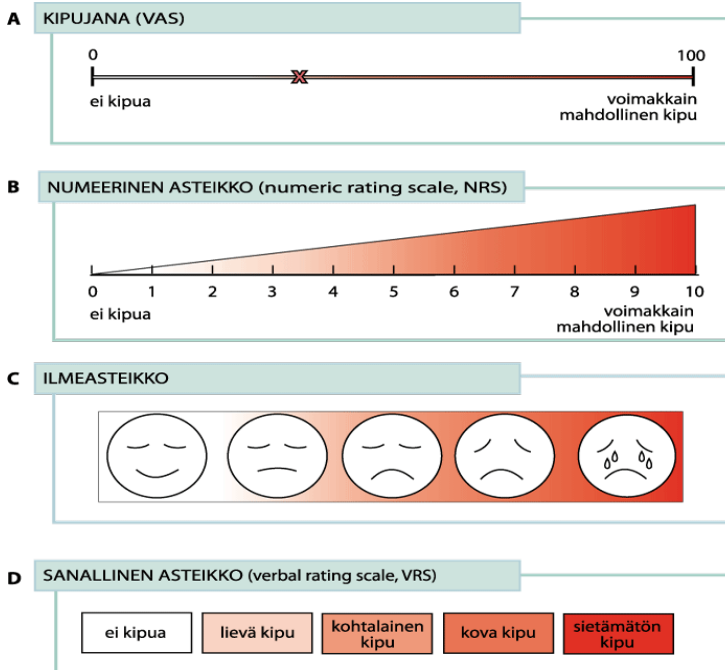 A KIPUJANA (VAS)
0 100
ei kipua voimakkain
mahdollinen kipu
B NUMEERINEN ASTEIKKO (numeric rating scale, NRS)
0 1 2 3 4 5 6 7 8 9 10
ei kipua voimakkain
mahdollinen kipu
C ILMEASTEIKKO
D SANALLINEN ASTEIKKO (verbal rating scale, VRS)
ei kipua lievä kipu kohtalainen kipu kova kipu sietämätön kipu